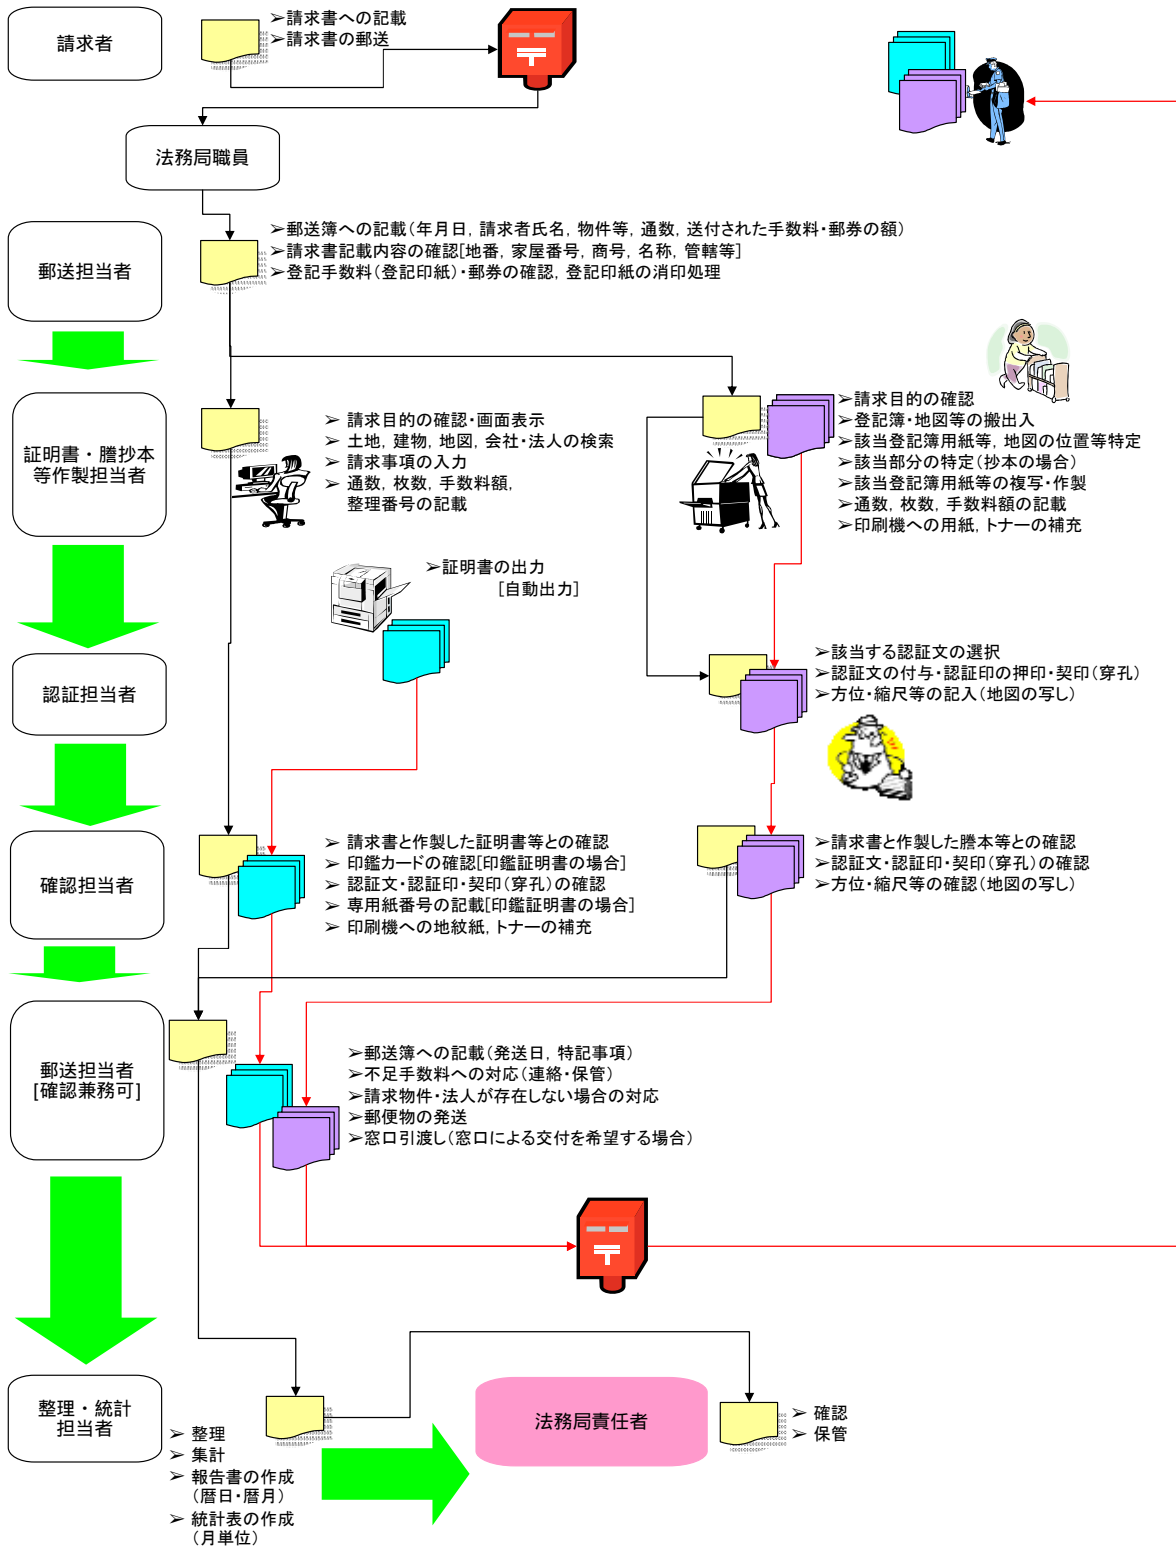 請求者
➢請求書への記載
➢請求書の郵送
法務局職員
郵送担当者
➢郵送簿への記載（年月日，請求者氏名，物件等，通数，送付された手数料・郵券の額）
➢請求書記載内容の確認[地番，家屋番号，商号，名称，管轄等]
➢登記手数料（登記印紙）・郵券の確認，登記印紙の消印処理
証明書・謄抄本
等作製担当者
➢ 請求目的の確認・画面表示
➢ 土地，建物，地図，会社・法人の検索
➢ 請求事項の入力
➢ 通数，枚数，手数料額，
整理番号の記載
➢請求目的の確認
➢登記簿・地図等の搬出入
➢該当登記簿用紙等，地図の位置等特定
➢該当部分の特定（抄本の場合）
➢該当登記簿用紙等の複写・作製
➢通数，枚数，手数料額の記載
➢印刷機への用紙，トナーの補充
➢証明書の出力
[自動出力]
認証担当者
➢該当する認証文の選択
➢認証文の付与・認証印の押印・契印（穿孔）
➢方位・縮尺等の記入（地図の写し）
確認担当者
➢ 請求書と作製した証明書等との確認
➢ 印鑑カードの確認[印鑑証明書の場合]
➢ 認証文・認証印・契印（穿孔）の確認
➢ 専用紙番号の記載[印鑑証明書の場合]
➢ 印刷機への地紋紙，トナーの補充
➢請求書と作製した謄本等との確認
➢認証文・認証印・契印（穿孔）の確認
➢方位・縮尺等の確認（地図の写し）
郵送担当者
[確認兼務可]
➢郵送簿への記載（発送日，特記事項）
➢不足手数料への対応（連絡・保管）
➢請求物件・法人が存在しない場合の対応
➢郵便物の発送
➢窓口引渡し（窓口による交付を希望する場合）
整理・統計
担当者
➢ 整理
➢ 集計
➢ 報告書の作成
（暦日・暦月）
➢ 統計表の作成
（月単位）
法務局責任者
➢ 確認
➢ 保管